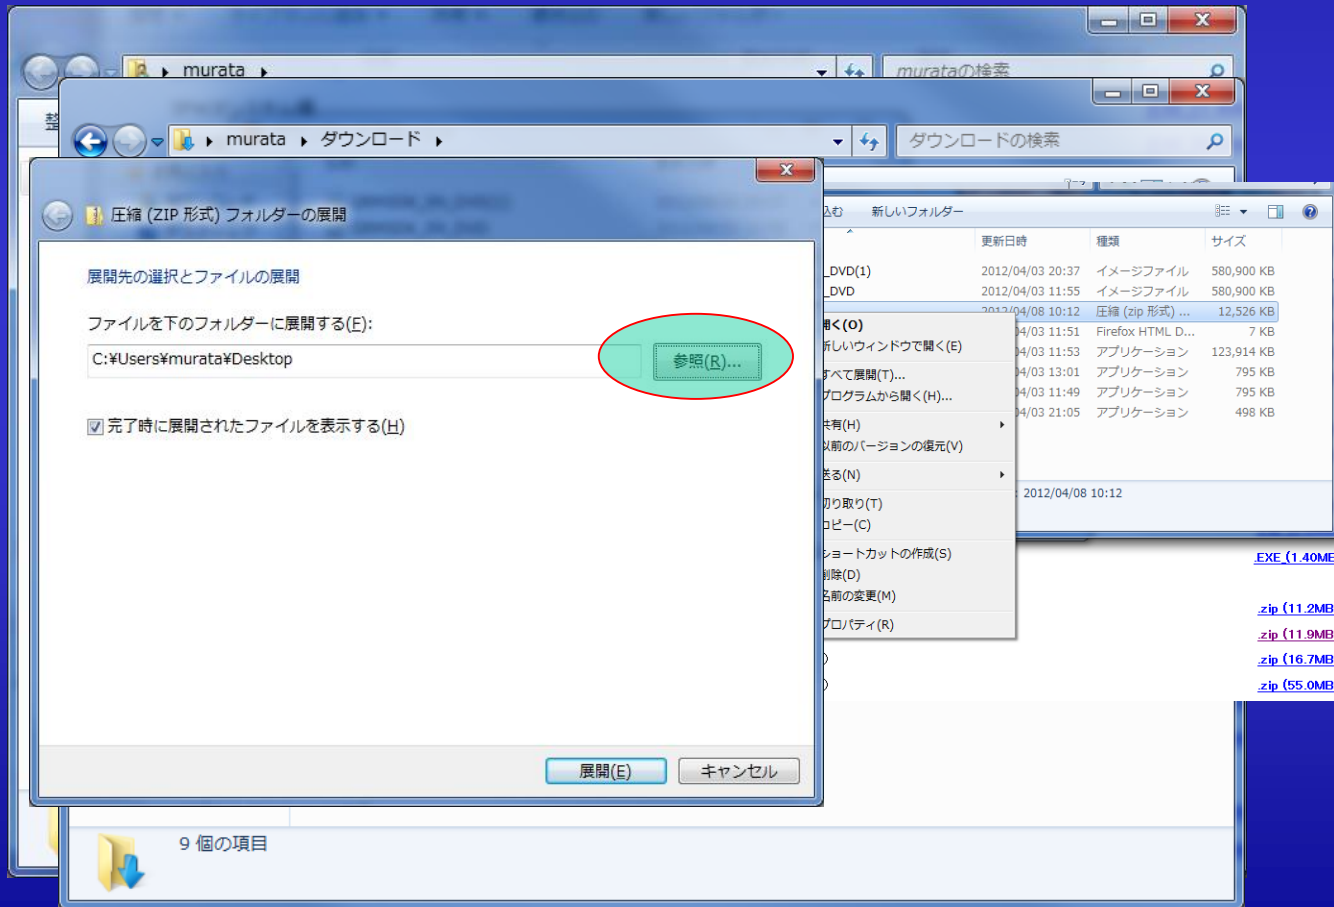 murata
murataの検索
整
murata ダウンロード
ダウンロードの検索
圧縮 (ZIP 形式) フォルダーの展開
展開先の選択とファイルの展開
ファイルを下のフォルダーに展開する(F):
C:¥Users¥murata¥Desktop
参照(R)...
完了時に展開されたファイルを表示する(H)
展開(E)
キャンセル
込む 新しいフォルダー
更新日時 種類 サイズ
_DVD(1) 2012/04/03 20:37 イメージファイル 580,900 KB
_DVD 2012/04/03 11:55 イメージファイル 580,900 KB
2012/04/08 10:12 圧縮 (zip 形式) ... 12,526 KB
04/03 11:51 Firefox HTML D... 7 KB
04/03 11:53 アプリケーション 123,914 KB
04/03 13:01 アプリケーション 795 KB
04/03 11:49 アプリケーション 795 KB
04/03 21:05 アプリケーション 498 KB
開く(O)
新しいウィンドウで開く(E)
すべて展開(T)...
プログラムから開く(H)...
共有(H)
以前のバージョンの復元(V)
送る(N)
切り取り(T)
コピー(C)
ショートカットの作成(S)
削除(D)
名前の変更(M)
プロパティ(R)
: 2012/04/08 10:12
.EXE (1.40MB
.zip (11.2MB
.zip (11.9MB
.zip (16.7MB
.zip (55.0MB
9 個の項目